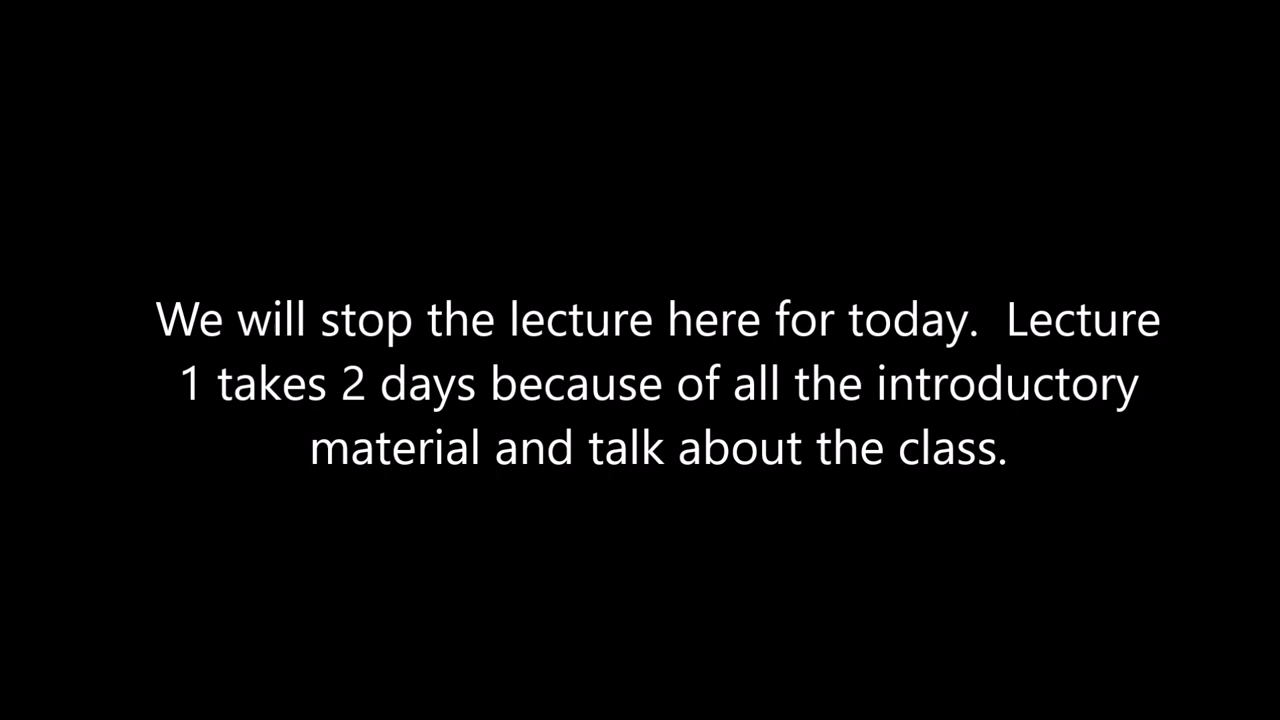 We will stop the lecture here for today.  Lecture
1 takes 2 days because of all the introductory
material and talk about the class.